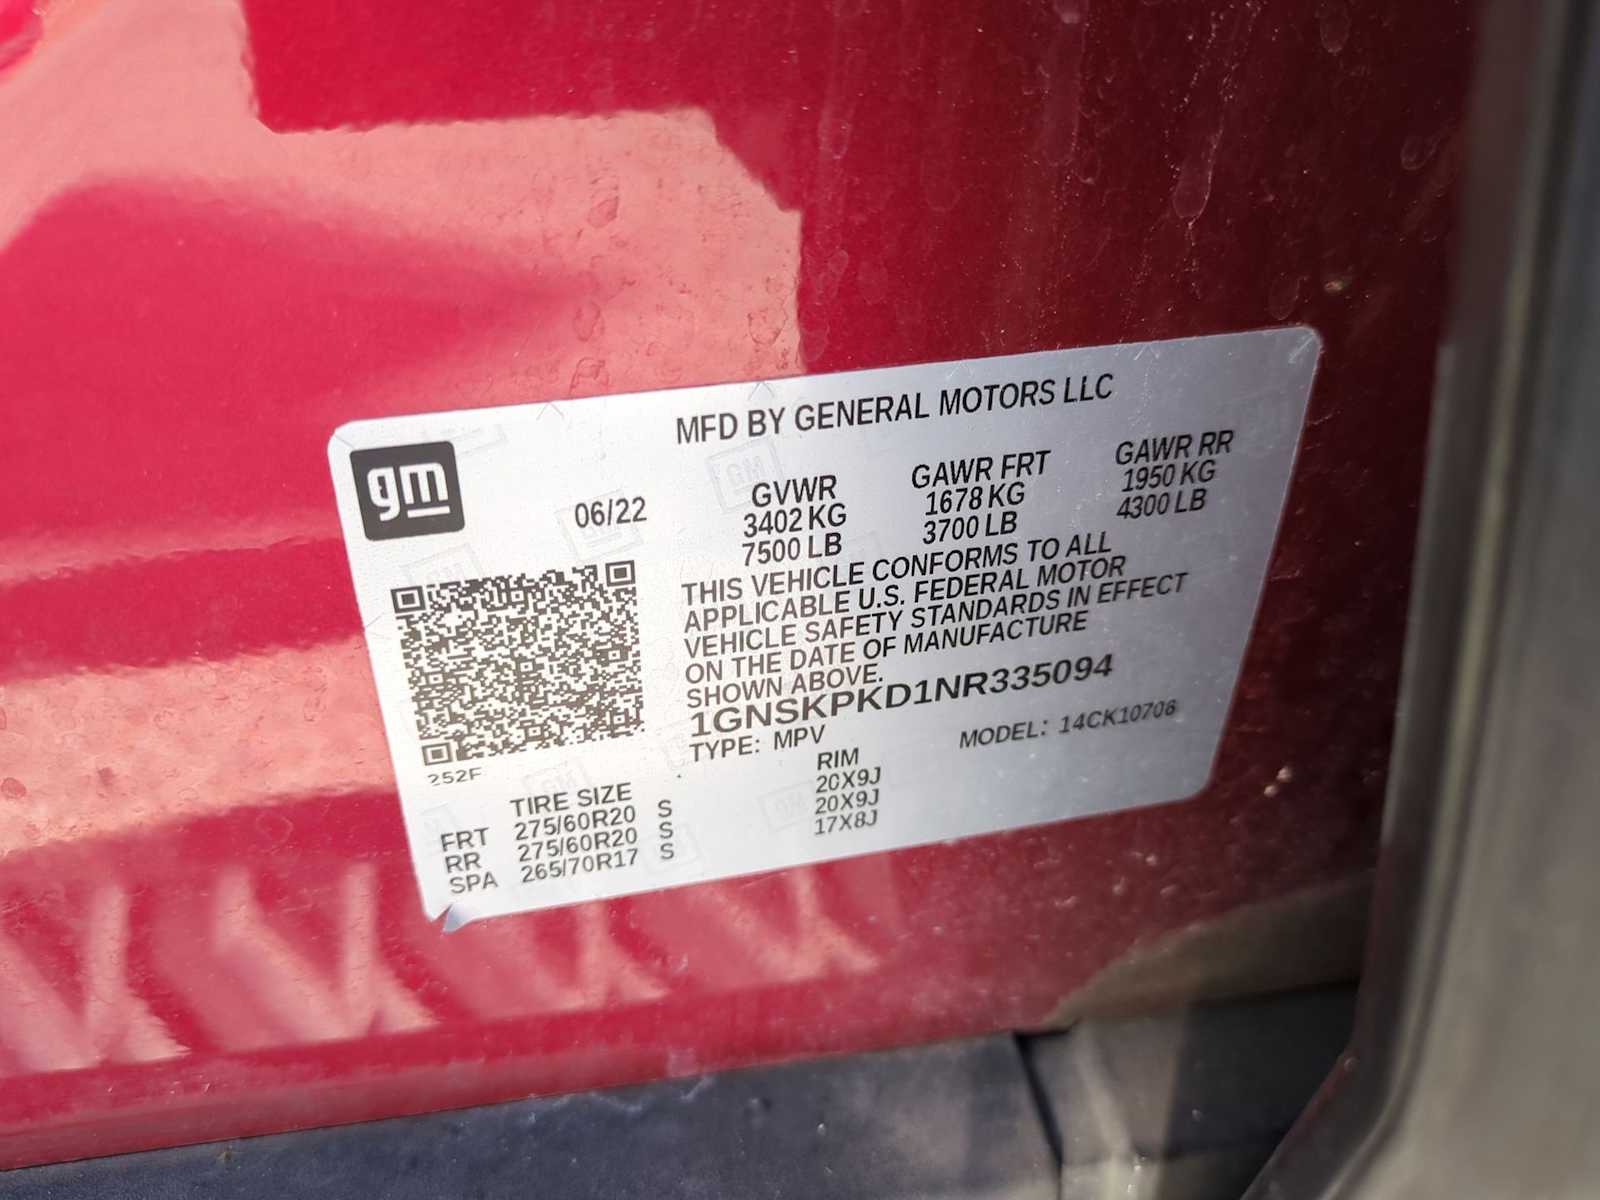 MFD BY GENERAL MOTORS LLC
gm
06/22
GVWR GAWR FRT GAWR RR
3402 KG 1678 KG 1950 KG
7500 LB 3700 LB 4300 LB
THIS VEHICLE CONFORMS TO ALL
APPLICABLE U.S. FEDERAL MOTOR
VEHICLE SAFETY STANDARDS IN EFFECT
ON THE DATE OF MANUFACTURE
SHOWN ABOVE.
1GNSKPKD1NR335094
TYPE: MPV MODEL: 14CK10706
252F
TIRE SIZE RIM
FRT 275/60R20 S 20X9J
RR 275/60R20 S 20X9J
SPA 265/70R17 S 17X8J